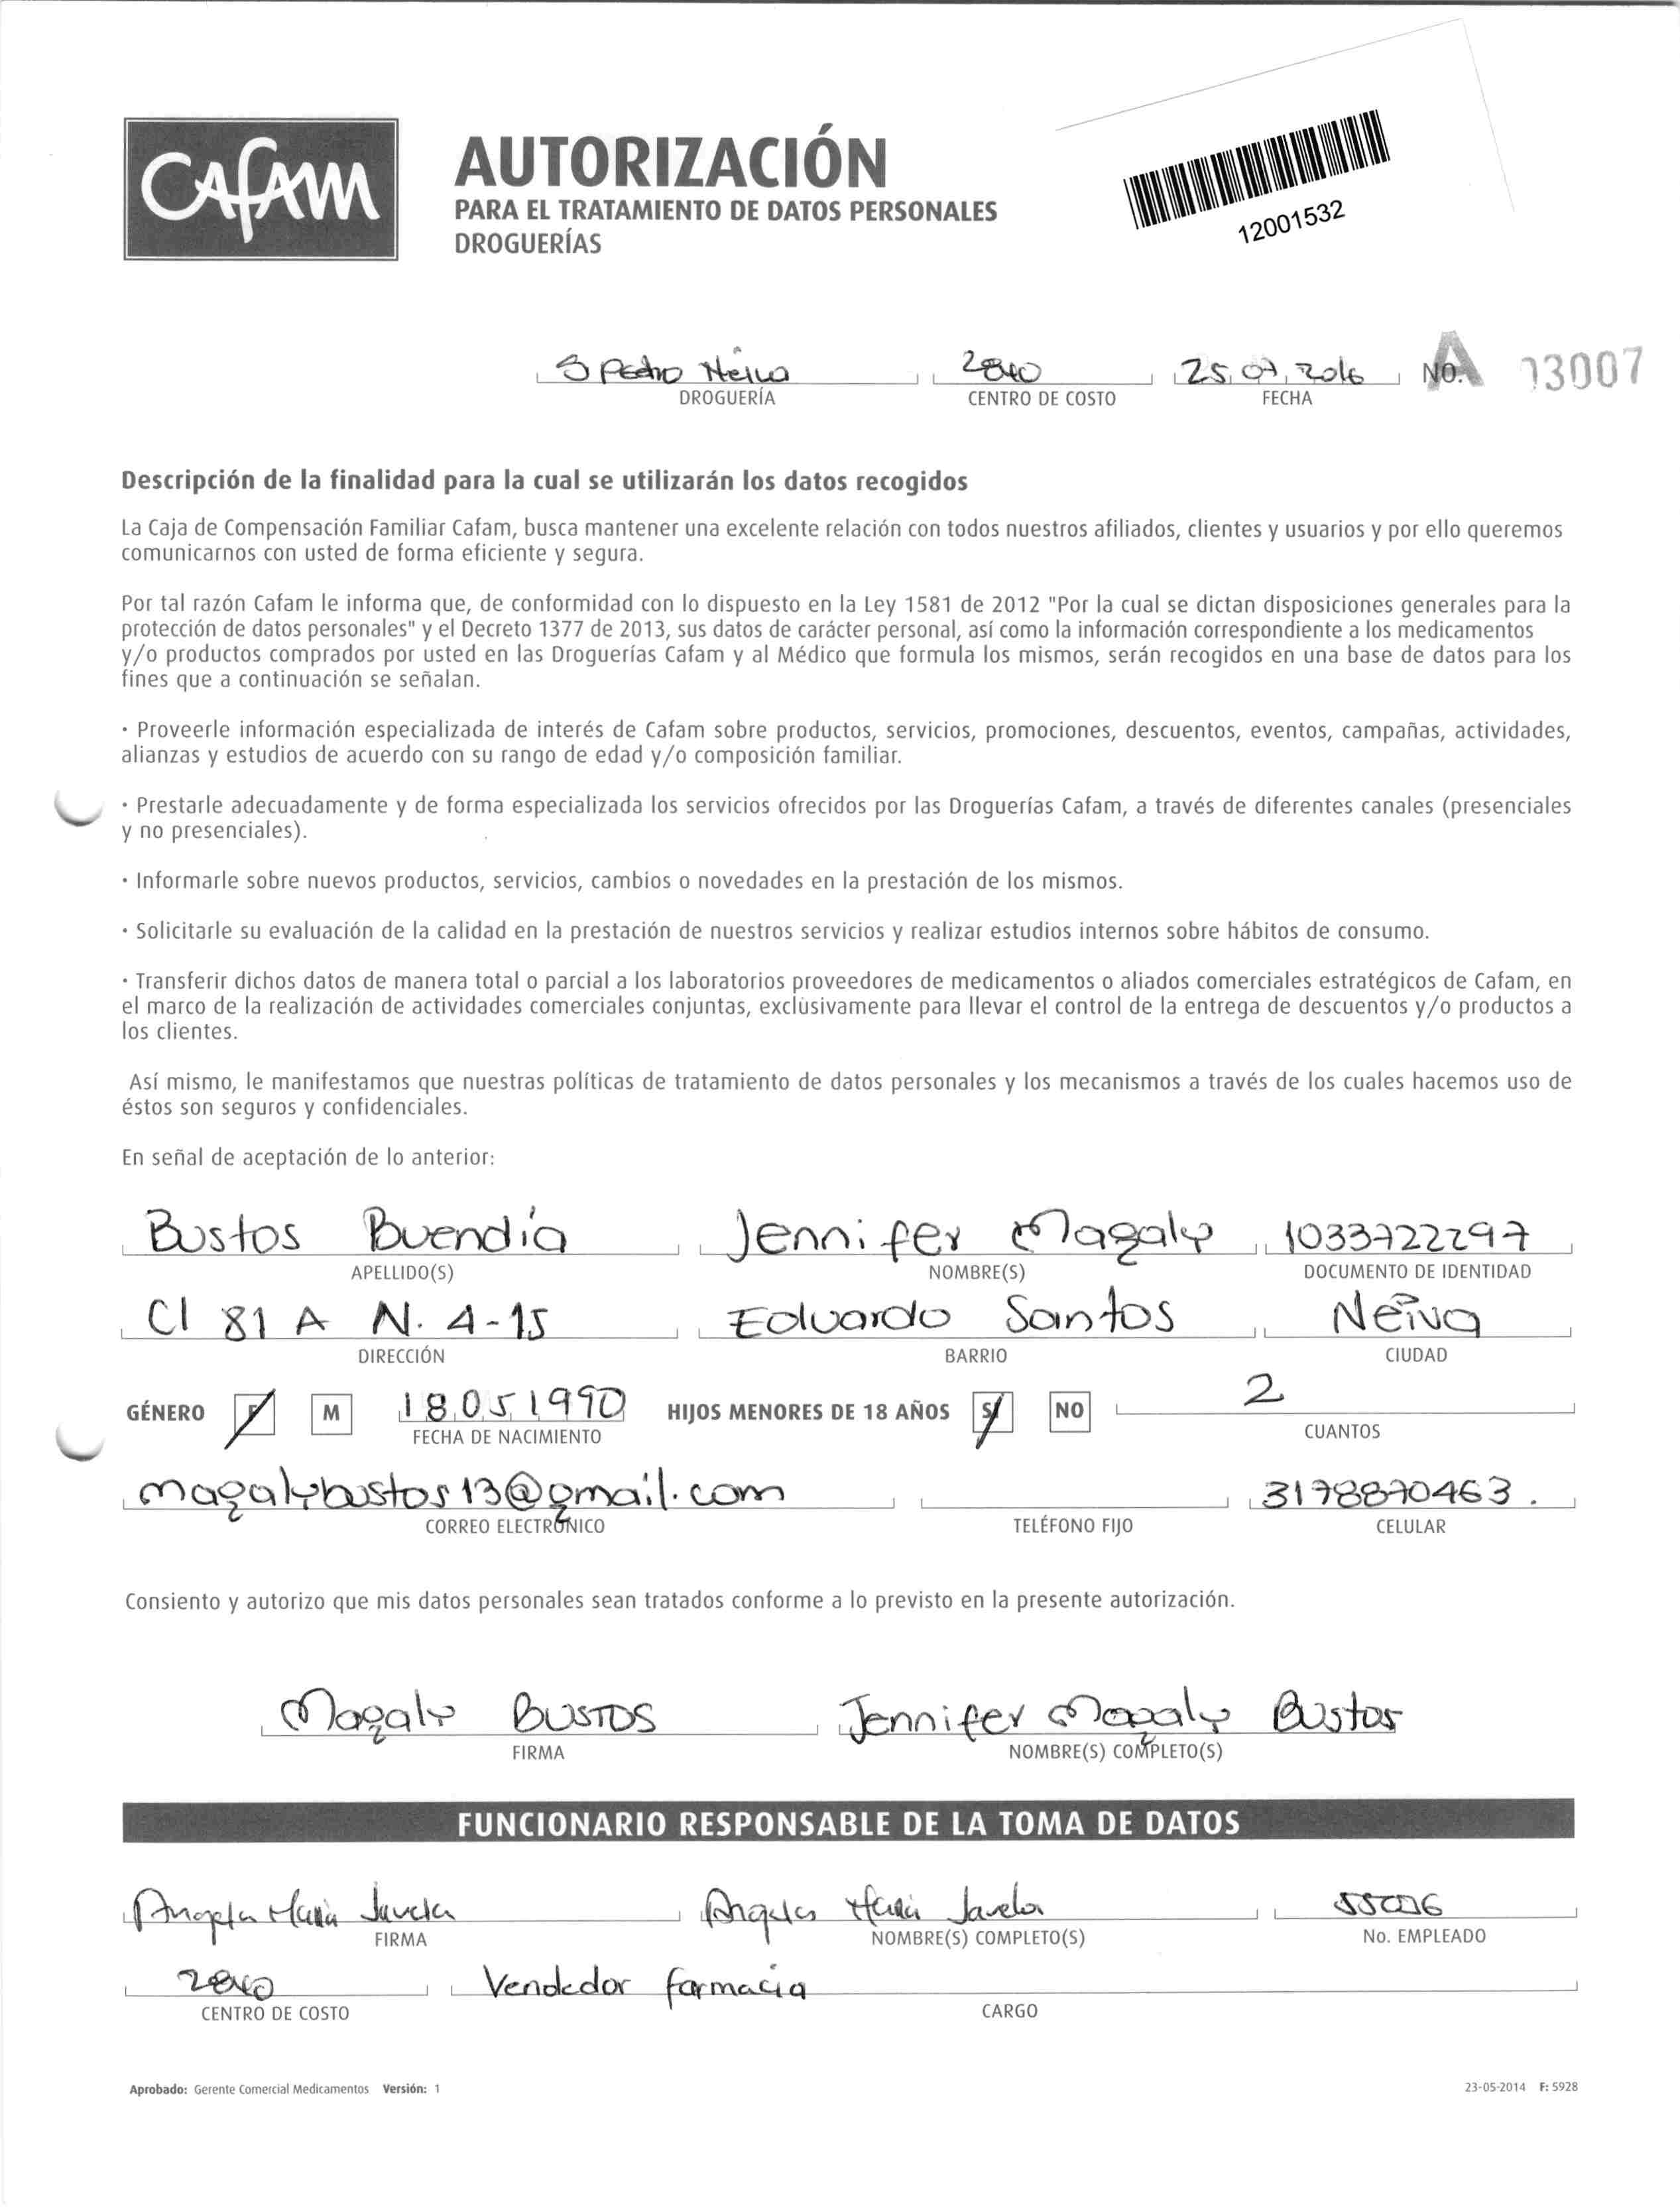 CAFAM
AUTORIZACIÓN
PARA EL TRATAMIENTO DE DATOS PERSONALES
DROGUERÍAS
12001532
S Pedro Neiva 2840 25 07 2016 No. A 13007
DROGUERÍA CENTRO DE COSTO FECHA
Descripción de la finalidad para la cual se utilizarán los datos recogidos
La Caja de Compensación Familiar Cafam, busca mantener una excelente relación con todos nuestros afiliados, clientes y usuarios y por ello queremos
comunicarnos con usted de forma eficiente y segura.
Por tal razón Cafam le informa que, de conformidad con lo dispuesto en la Ley 1581 de 2012 "Por la cual se dictan disposiciones generales para la
protección de datos personales" y el Decreto 1377 de 2013, sus datos de carácter personal, así como la información correspondiente a los medicamentos
y/o productos comprados por usted en las Droguerías Cafam y al Médico que formula los mismos, serán recogidos en una base de datos para los
fines que a continuación se señalan.
· Proveerle información especializada de interés de Cafam sobre productos, servicios, promociones, descuentos, eventos, campañas, actividades,
alianzas y estudios de acuerdo con su rango de edad y/o composición familiar.
· Prestarle adecuadamente y de forma especializada los servicios ofrecidos por las Droguerías Cafam, a través de diferentes canales (presenciales
y no presenciales).
· Informarle sobre nuevos productos, servicios, cambios o novedades en la prestación de los mismos.
· Solicitarle su evaluación de la calidad en la prestación de nuestros servicios y realizar estudios internos sobre hábitos de consumo.
· Transferir dichos datos de manera total o parcial a los laboratorios proveedores de medicamentos o aliados comerciales estratégicos de Cafam, en
el marco de la realización de actividades comerciales conjuntas, exclusivamente para llevar el control de la entrega de descuentos y/o productos a
los clientes.
Así mismo, le manifestamos que nuestras políticas de tratamiento de datos personales y los mecanismos a través de los cuales hacemos uso de
éstos son seguros y confidenciales.
En señal de aceptación de lo anterior:
Bustos Buendía Jennifer Magaly 1033722297
APELLIDO(S) NOMBRE(S) DOCUMENTO DE IDENTIDAD
Cl 81 A N. 4-15 Eduardo Santos Neiva
DIRECCIÓN BARRIO CIUDAD
GÉNERO F M 18 05 1990 HIJOS MENORES DE 18 AÑOS SI NO 2
FECHA DE NACIMIENTO CUANTOS
magalybustos13@gmail.com 3178870463.
CORREO ELECTRÓNICO TELÉFONO FIJO CELULAR
Consiento y autorizo que mis datos personales sean tratados conforme a lo previsto en la presente autorización.
Magaly Bustos Jennifer Magaly Bustos
FIRMA NOMBRE(S) COMPLETO(S)
FUNCIONARIO RESPONSABLE DE LA TOMA DE DATOS
Angela Maria Javela Angela Maria Javela 55026
FIRMA NOMBRE(S) COMPLETO(S) No. EMPLEADO
2840 Vendedor farmacia
CENTRO DE COSTO CARGO
Aprobado: Gerente Comercial Medicamentos Versión: 1 23-05-2014 F: 5928